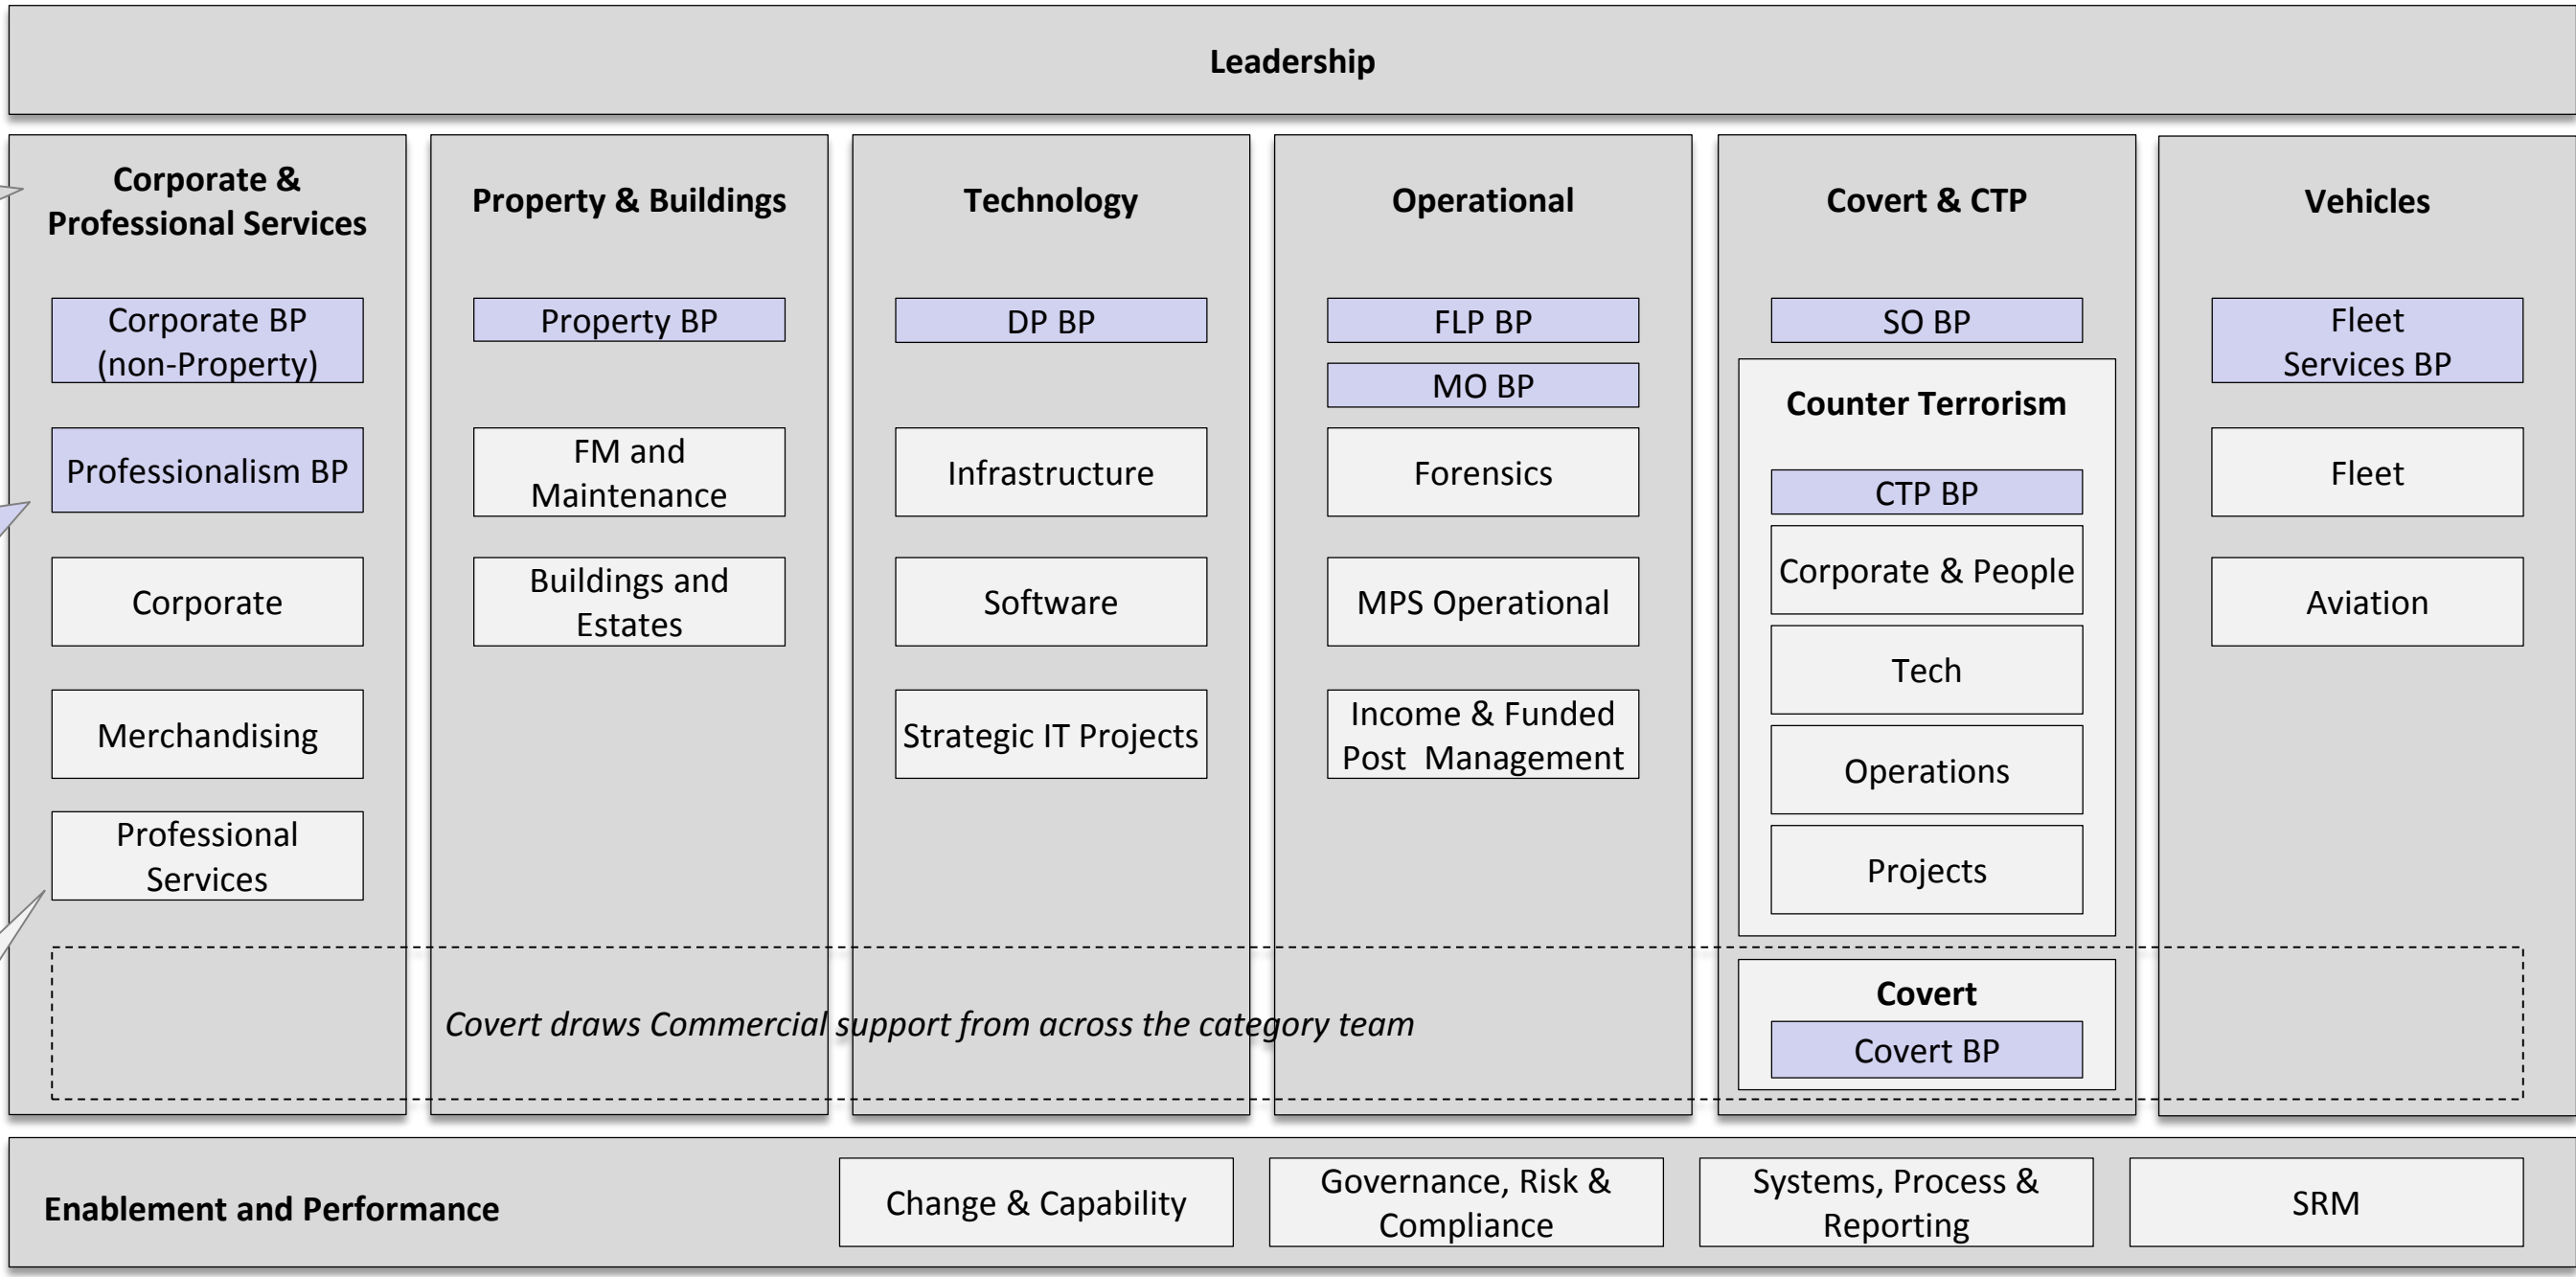 Leadership
Corporate &
Professional Services
Corporate BP
(non-Property)
Professionalism BP
Corporate
Merchandising
Professional
Services
Property & Buildings
Property BP
FM and
Maintenance
Buildings and
Estates
Technology
DP BP
Infrastructure
Software
Strategic IT Projects
Operational
FLP BP
MO BP
Forensics
MPS Operational
Income & Funded
Post Management
Covert & CTP
SO BP
Counter Terrorism
CTP BP
Corporate & People
Tech
Operations
Projects
Covert
Covert BP
Vehicles
Fleet
Services BP
Fleet
Aviation
Covert draws Commercial support from across the category team
Enablement and Performance
Change & Capability
Governance, Risk &
Compliance
Systems, Process &
Reporting
SRM